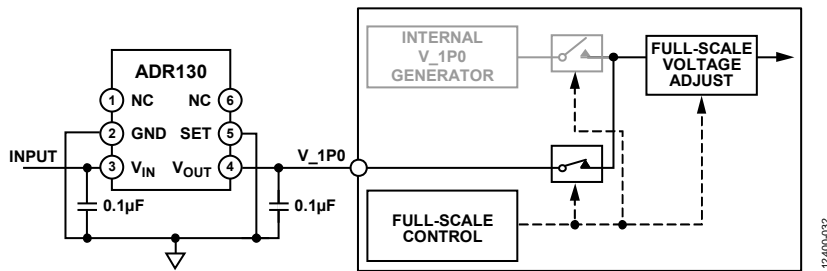 INTERNAL
V_1P0
GENERATOR
FULL-SCALE
VOLTAGE
ADJUST
ADR130
1 NC
NC 6
2 GND
SET 5
INPUT
3 VIN
VOUT 4
V_1P0
0.1µF
0.1µF
FULL-SCALE
CONTROL
12400-032